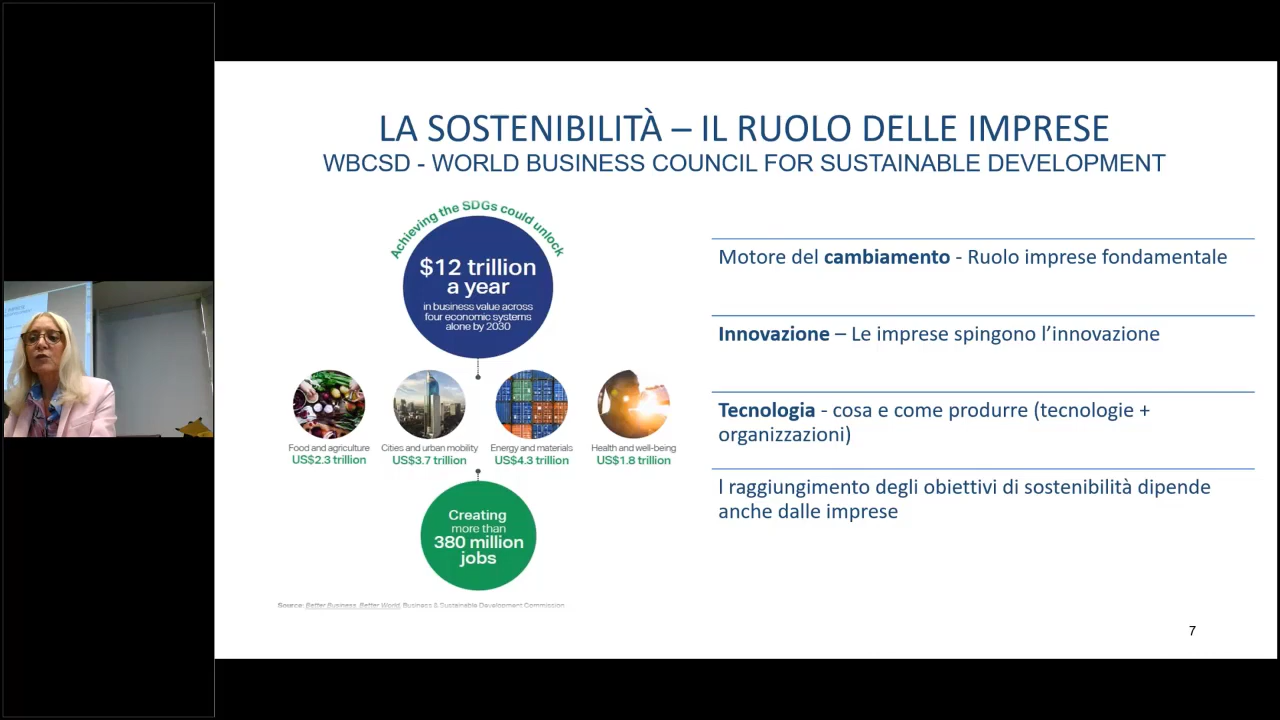 LA SOSTENIBILITÀ – IL RUOLO DELLE IMPRESE
WBCSD - WORLD BUSINESS COUNCIL FOR SUSTAINABLE DEVELOPMENT
Achieving the SDGs could unlock
$12 trillion
a year
in business value across
four economic systems
alone by 2030
Food and agriculture
US$2.3 trillion
Cities and urban mobility
US$3.7 trillion
Energy and materials
US$4.3 trillion
Health and well-being
US$1.8 trillion
Creating
more than
380 million
jobs
Source: Better Business, Better World, Business & Sustainable Development Commission
Motore del cambiamento - Ruolo imprese fondamentale
Innovazione – Le imprese spingono l’innovazione
Tecnologia - cosa e come produrre (tecnologie +
organizzazioni)
l raggiungimento degli obiettivi di sostenibilità dipende
anche dalle imprese
7